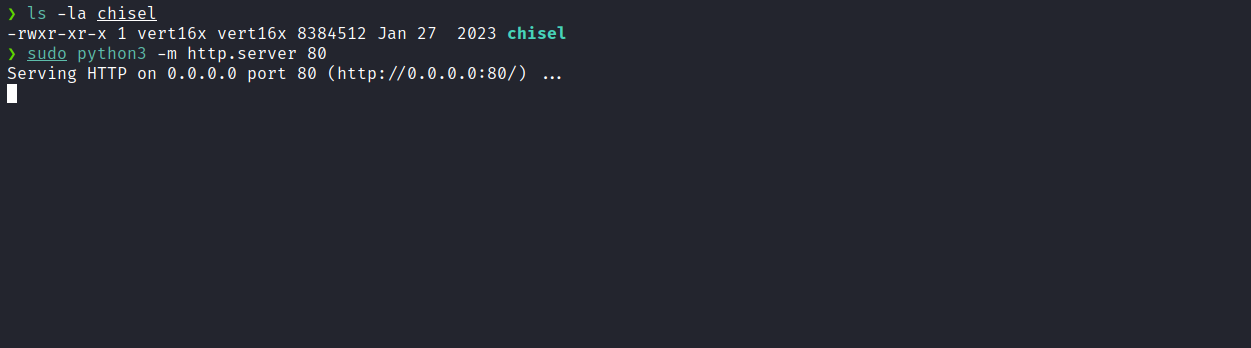 ❯ ls -la chisel
-rwxr-xr-x 1 vert16x vert16x 8384512 Jan 27  2023 chisel
❯ sudo python3 -m http.server 80
Serving HTTP on 0.0.0.0 port 80 (http://0.0.0.0:80/) ...